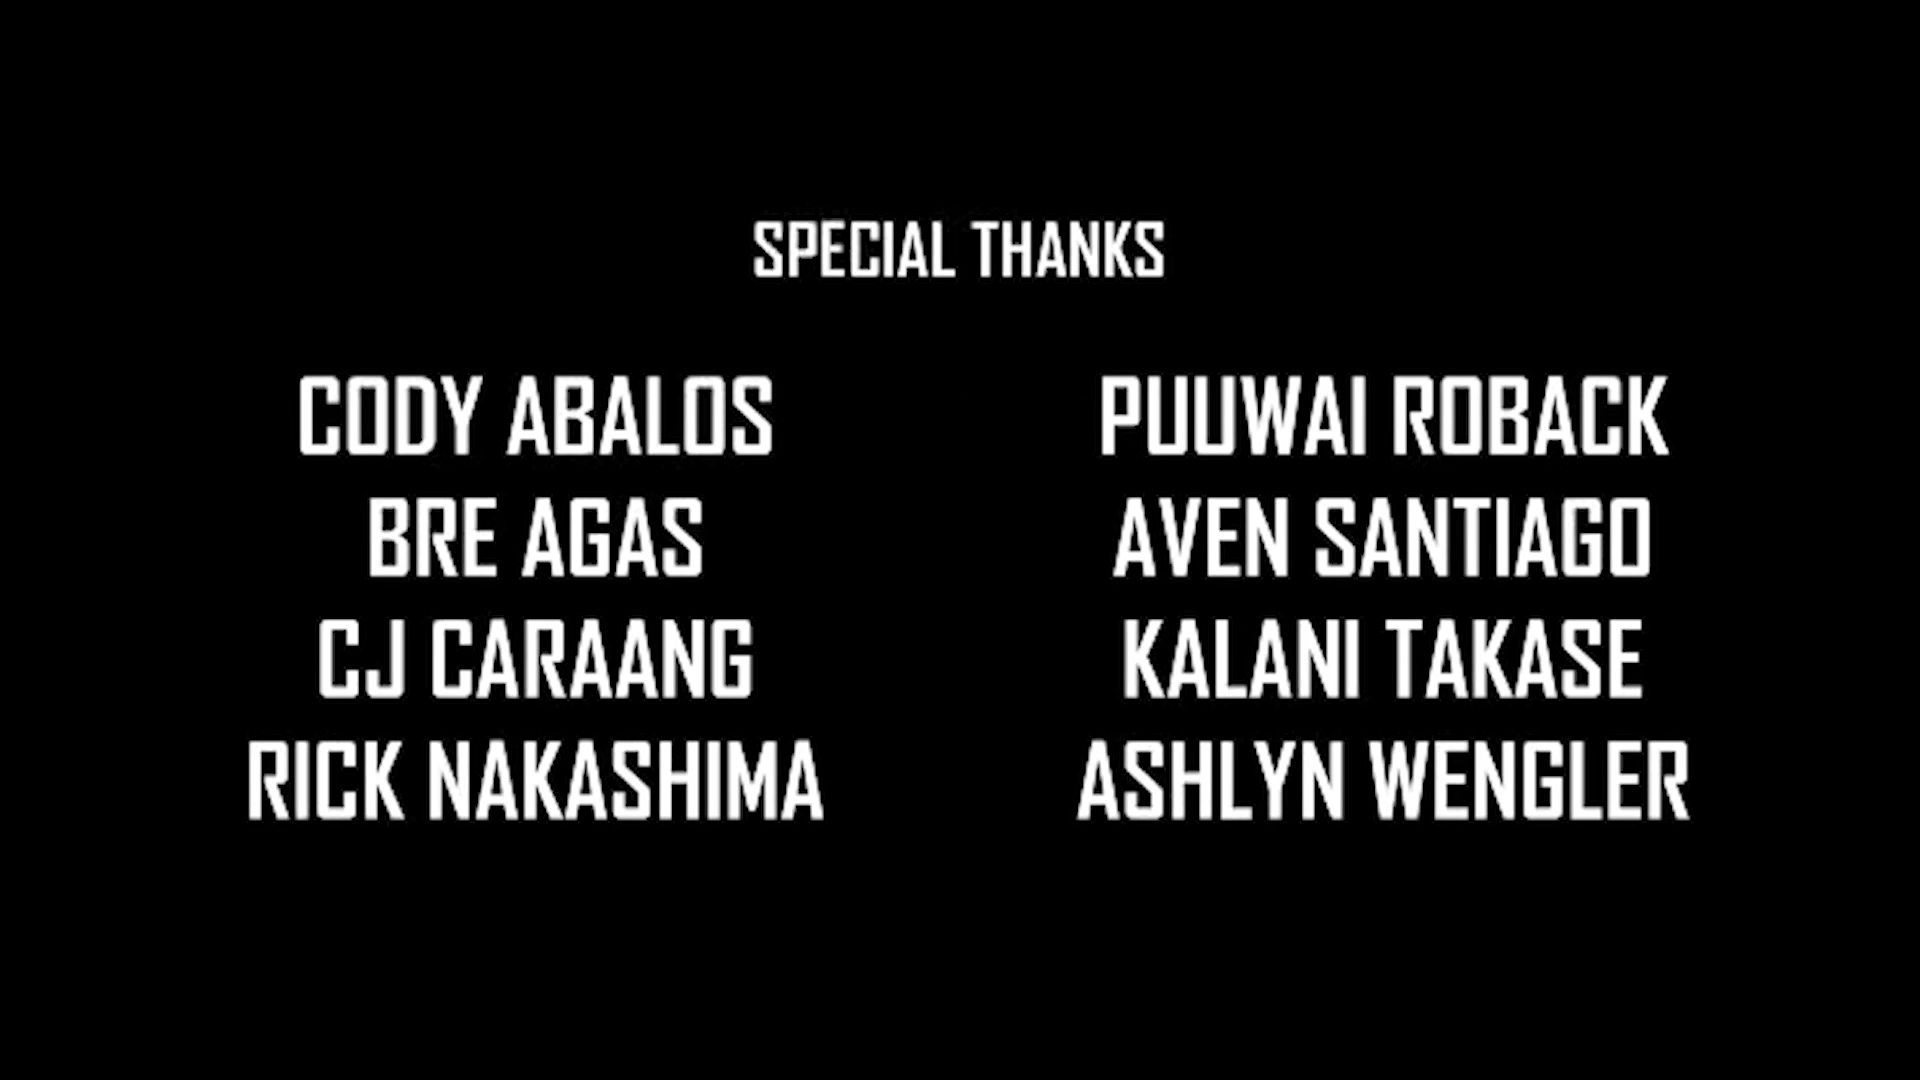 SPECIAL THANKS
CODY ABALOS
BRE AGAS
CJ CARAANG
RICK NAKASHIMA
PUUWAI ROBACK
AVEN SANTIAGO
KALANI TAKASE
ASHLYN WENGLER